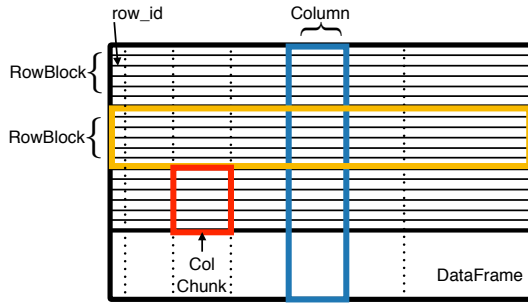 row_id
Column
RowBlock
RowBlock
Col
Chunk
DataFrame